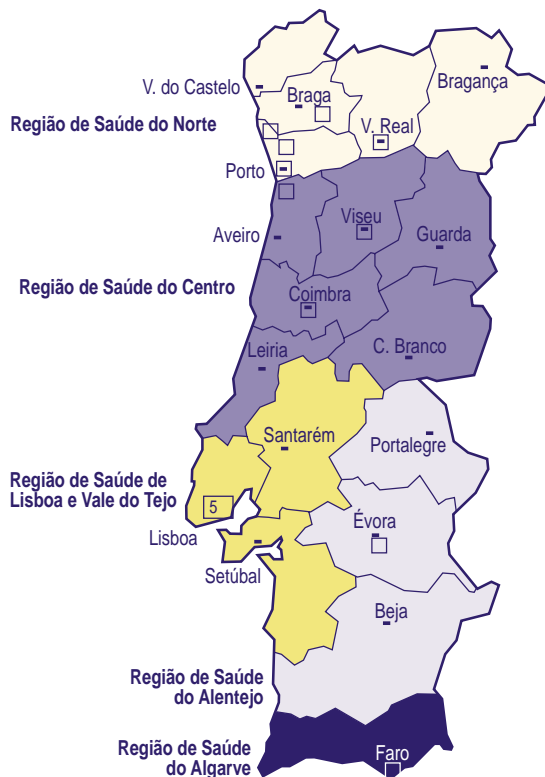 V. do Castelo
Braga
Bragança
Região de Saúde do Norte
V. Real
Porto
Viseu
Aveiro
Guarda
Região de Saúde do Centro
Coimbra
Leiria
C. Branco
Santarém
Portalegre
Região de Saúde de
Lisboa e Vale do Tejo
5
Évora
Lisboa
Setúbal
Beja
Região de Saúde
do Alentejo
Região de Saúde
do Algarve
Faro